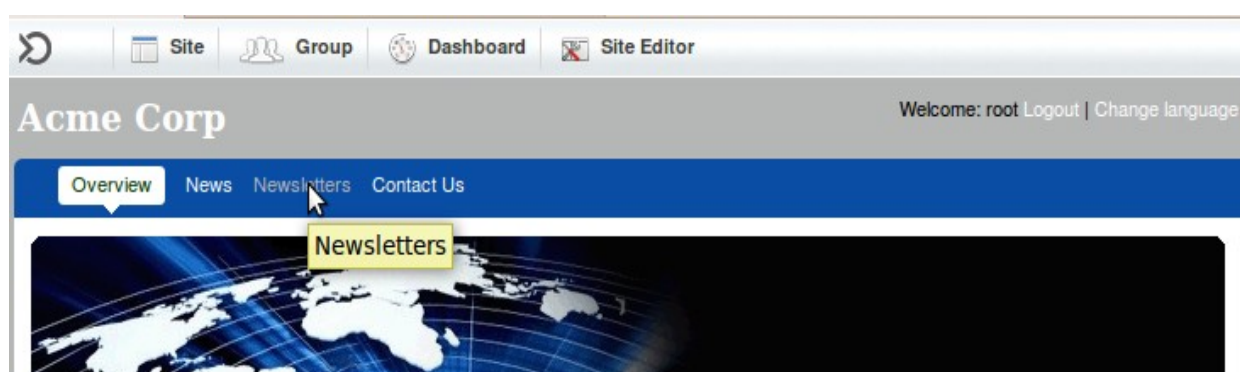 Site Group Dashboard Site Editor
Acme Corp
Welcome: root Logout | Change language
Overview News Newsletters Contact Us
Newsletters